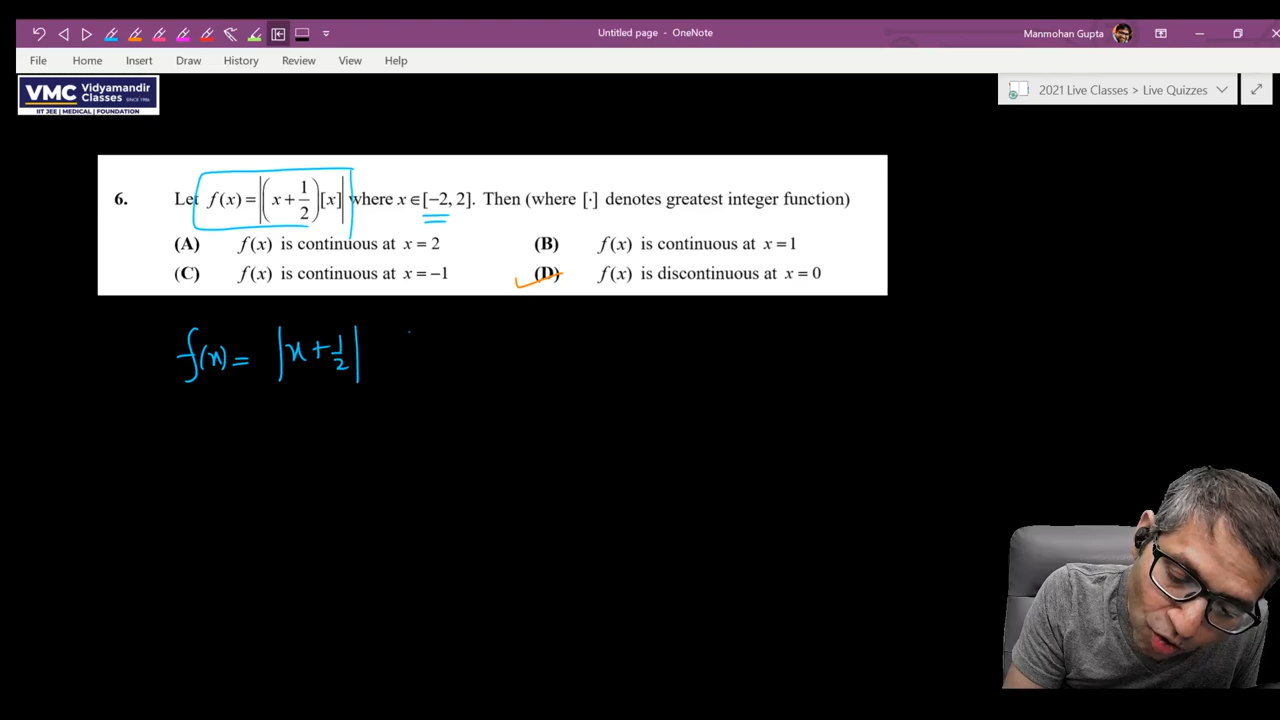 Untitled page - OneNote
Manmohan Gupta
File Home Insert Draw History Review View Help
VMC Vidyamandir Classes SINCE 1986
IIT JEE | MEDICAL | FOUNDATION
2021 Live Classes > Live Quizzes
6. Let f(x) = |(x + 1/2)[x]| where x ∈ [−2, 2]. Then (where [·] denotes greatest integer function)
(A) f(x) is continuous at x = 2 (B) f(x) is continuous at x = 1
(C) f(x) is continuous at x = −1 (D) f(x) is discontinuous at x = 0
f(x) = |x + 1/2|